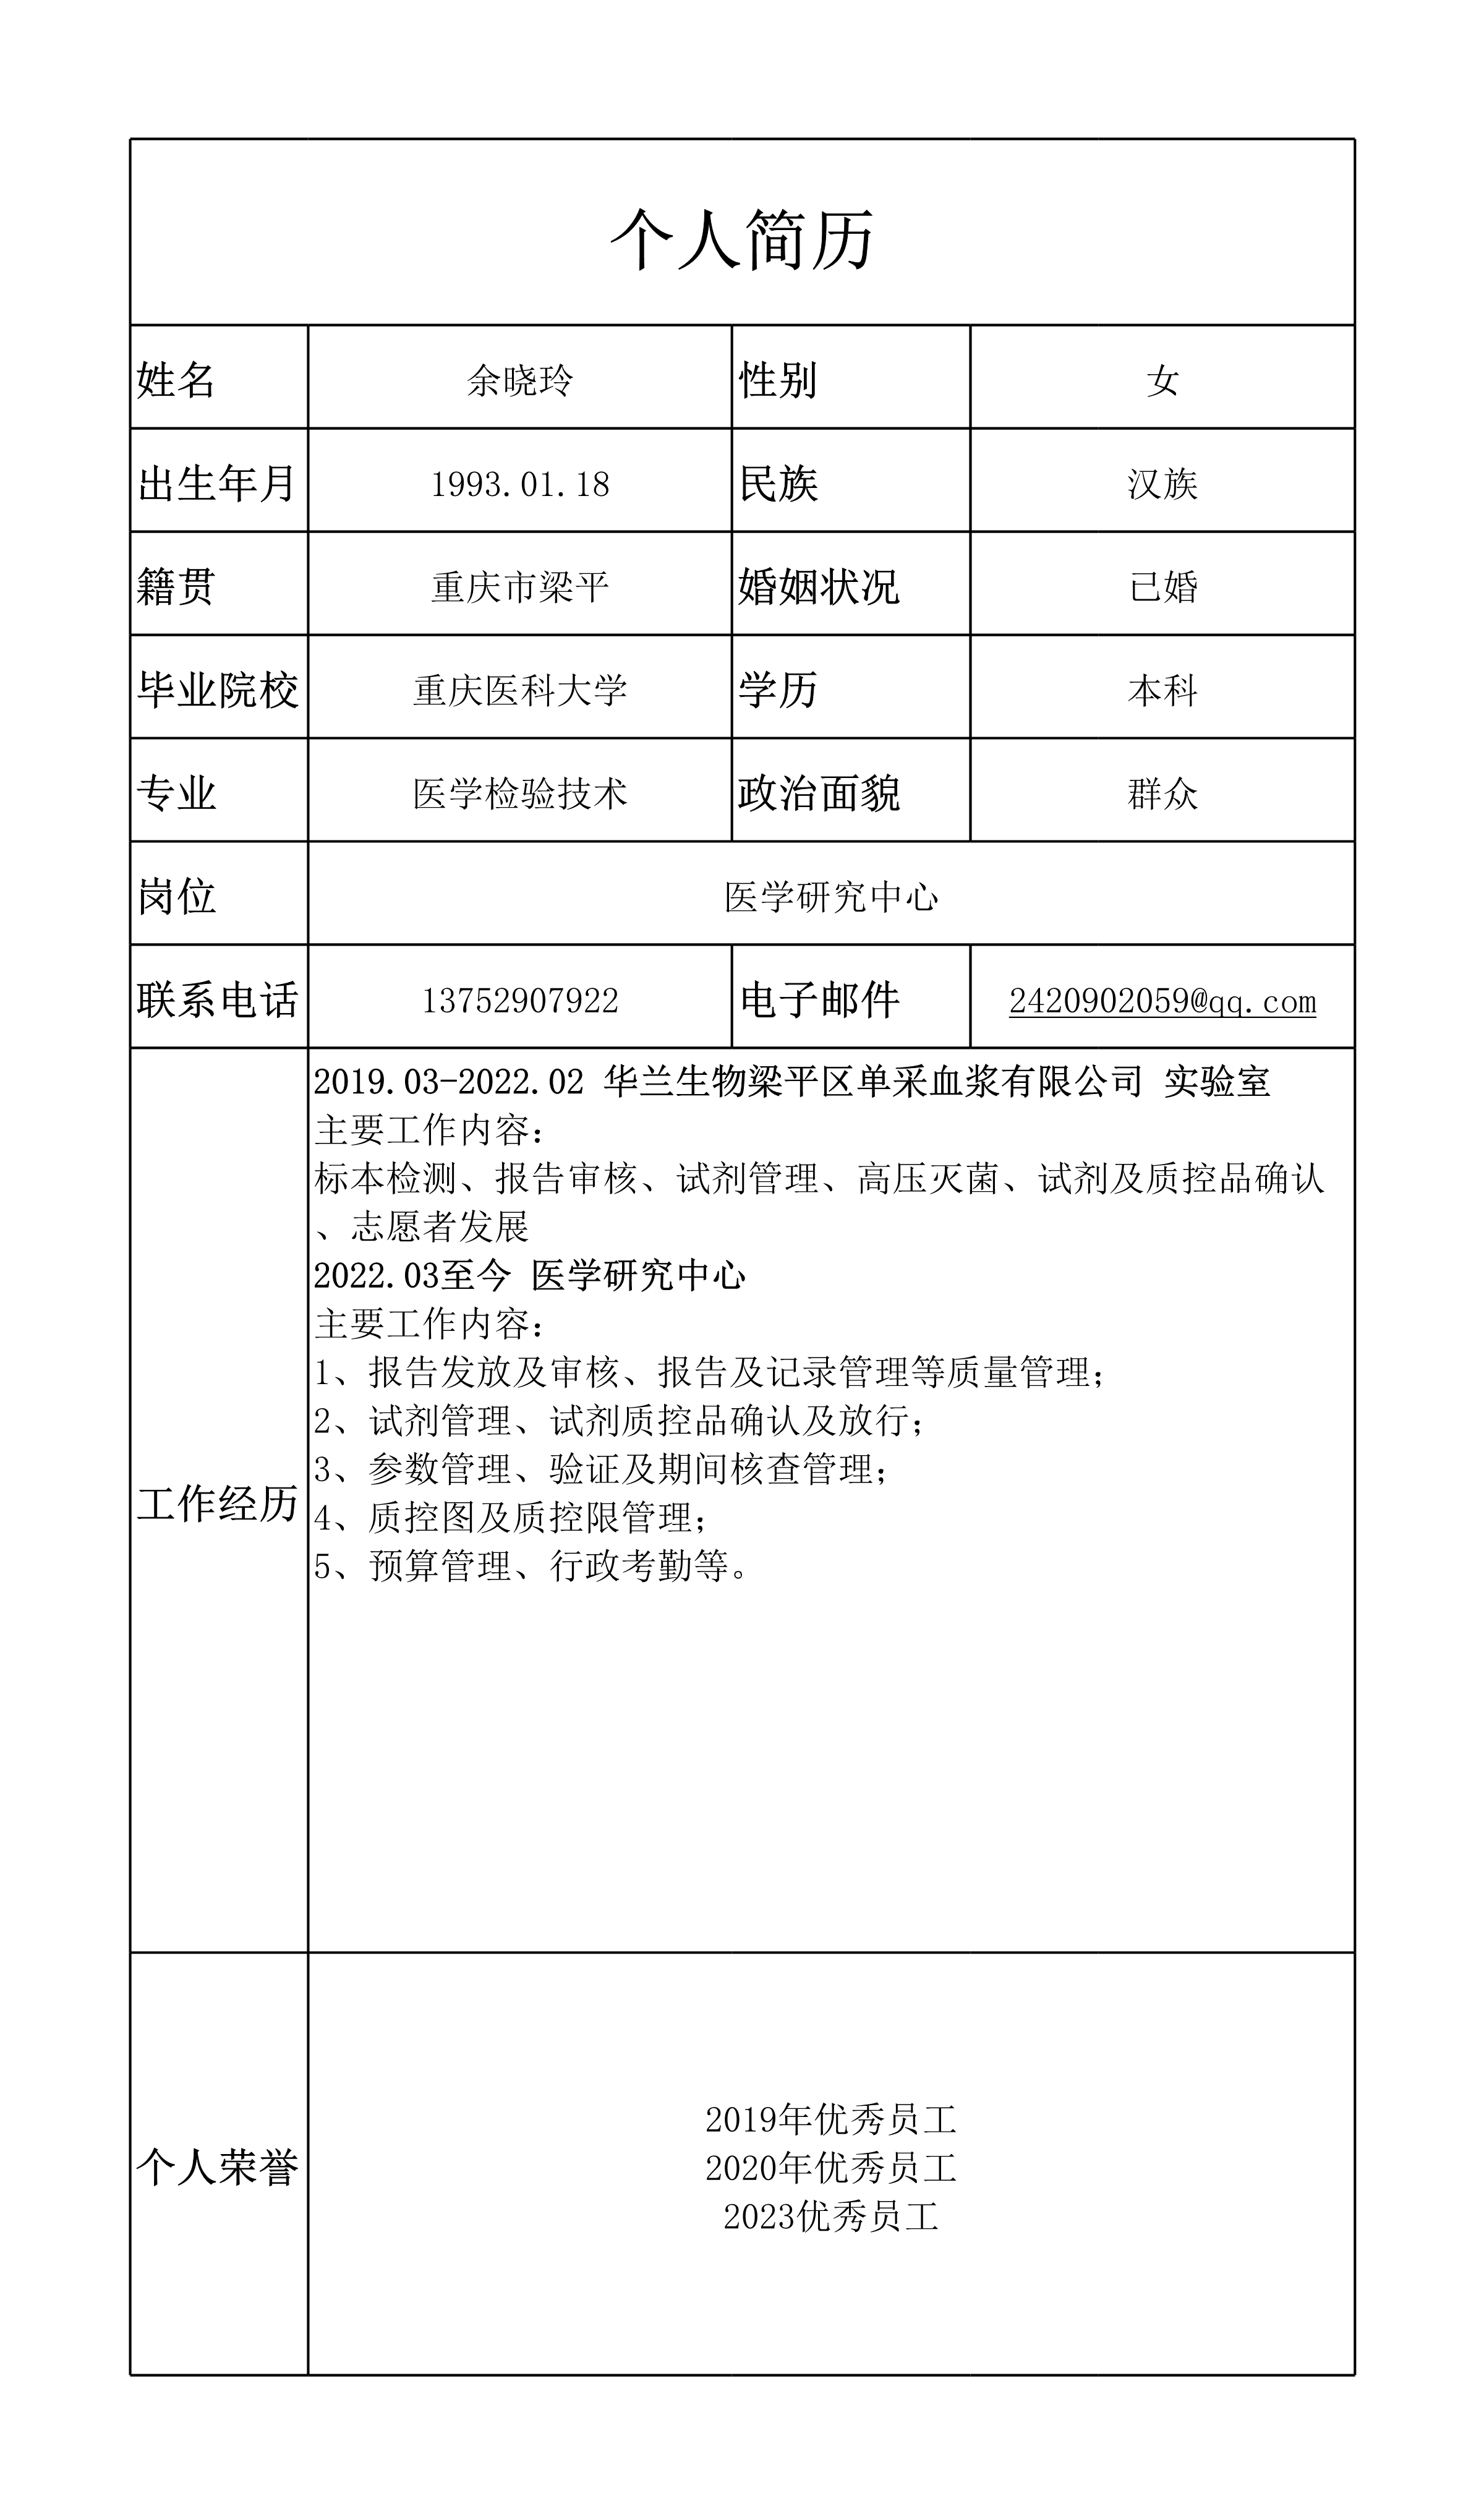 个人简历
姓名 余晓玲 性别 女
出生年月 1993.01.18 民族 汉族
籍贯 重庆市梁平 婚姻状况 已婚
毕业院校 重庆医科大学 学历 本科
专业 医学检验技术 政治面貌 群众
岗位 医学研究中心
联系电话 13752907922 电子邮件 2420902059@qq.com
工作经历
2019.03-2022.02 华兰生物梁平区单采血浆有限公司 实验室
主要工作内容：
标本检测、报告审核、试剂管理、高压灭菌、试剂及质控品确认
、志愿者发展
2022.03至今 医学研究中心
主要工作内容：
1、报告发放及审核、报告及记录管理等质量管理；
2、试剂管理、试剂质控品确认及放行；
3、参数管理、验证及期间核查管理；
4、质控图及质控限管理；
5、预算管理、行政考勤等。
个人荣誉
2019年优秀员工
2020年优秀员工
2023优秀员工